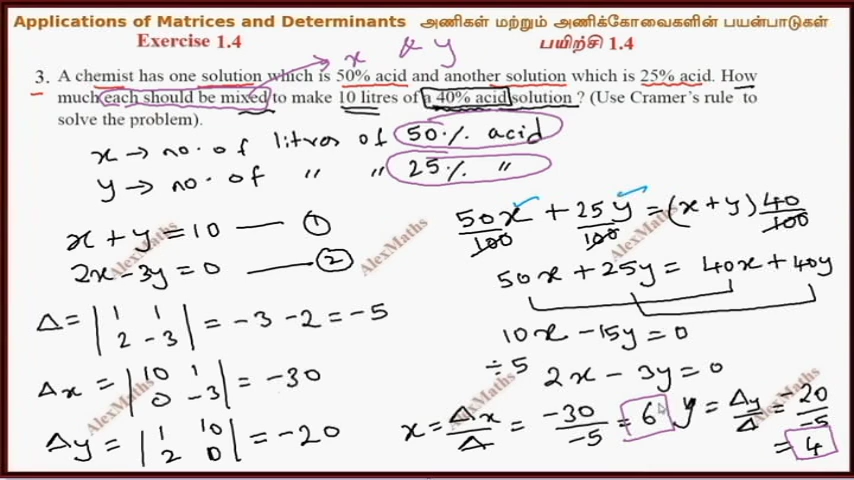 Applications of Matrices and Determinants அணிகள் மற்றும் அணிக்கோவைகளின் பயன்பாடுகள்
Exercise 1.4 பயிற்சி 1.4
x & y
3. A chemist has one solution which is 50% acid and another solution which is 25% acid. How
much each should be mixed to make 10 litres of a 40% acid solution ? (Use Cramer's rule to
solve the problem).
x → no. of litres of 50% acid
y → no. of " " 25% "
50x/100 + 25y/100 = (x+y) 40/100
x + y = 10 — ①
50x + 25y = 40x + 40y
2x - 3y = 0 — ②
10x - 15y = 0
÷5 2x - 3y = 0
Δ = | 1 1 ; 2 -3 | = -3 -2 = -5
Δx = | 10 1 ; 0 -3 | = -30
Δy = | 1 10 ; 2 0 | = -20
x = Δx/Δ = -30/-5 = 6 y = Δy/Δ = -20/-5
= 4
AlexMaths
AlexMaths
AlexMaths
AlexMaths
AlexMaths
AlexMaths